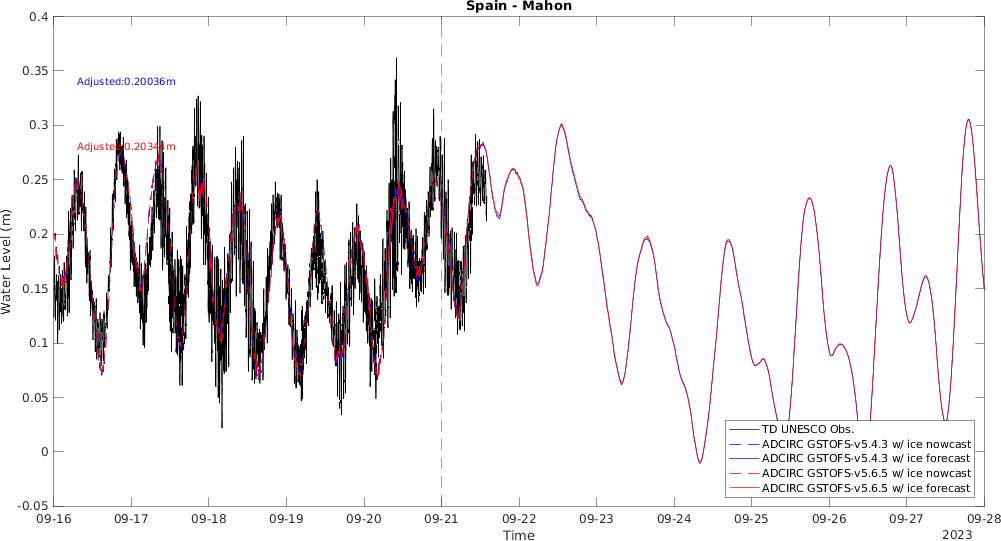 Spain - Mahon
0.4
0.35
0.3
0.25
0.2
0.15
0.1
0.05
0
-0.05
Water Level (m)
Adjusted:0.20036m
TD UNESCO Obs.
ADCIRC GSTOFS-v5.4.3 w/ ice nowcast
ADCIRC GSTOFS-v5.4.3 w/ ice forecast
ADCIRC GSTOFS-v5.6.5 w/ ice nowcast
ADCIRC GSTOFS-v5.6.5 w/ ice forecast
09-16 09-17 09-18 09-19 09-20 09-21 09-22 09-23 09-24 09-25 09-26 09-27 09-28
Time
2023